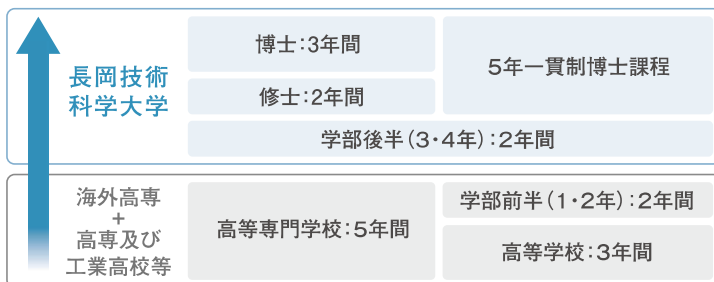 長岡技術
科学大学
博士：3年間
修士：2年間
5年一貫制博士課程
学部後半（3・4年）：2年間
海外高専
+
高専及び
工業高校等
高等専門学校：5年間
学部前半（1・2年）：2年間
高等学校：3年間